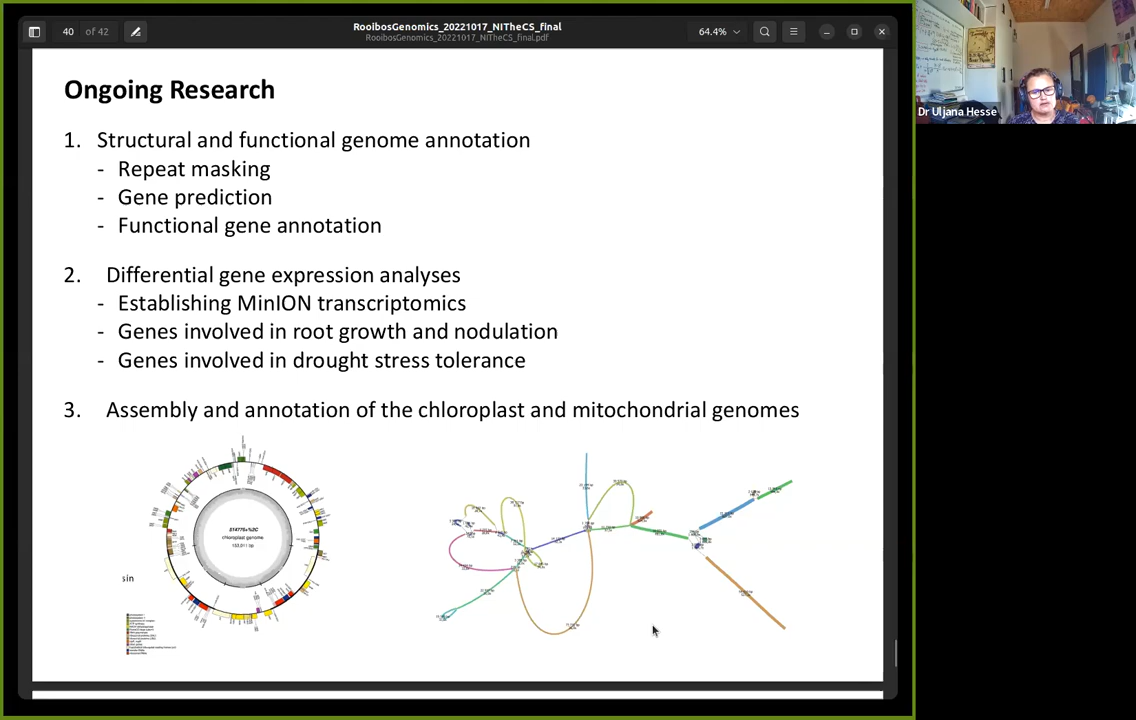 RooibosGenomics_20221017_NITheCS_final
RooibosGenomics_20221017_NITheCS_final.pdf
40 of 42
64.4%
Dr Uljana Hesse
Ongoing Research
1. Structural and functional genome annotation
- Repeat masking
- Gene prediction
- Functional gene annotation
2. Differential gene expression analyses
- Establishing MinION transcriptomics
- Genes involved in root growth and nodulation
- Genes involved in drought stress tolerance
3. Assembly and annotation of the chloroplast and mitochondrial genomes
chloroplast genome
sin